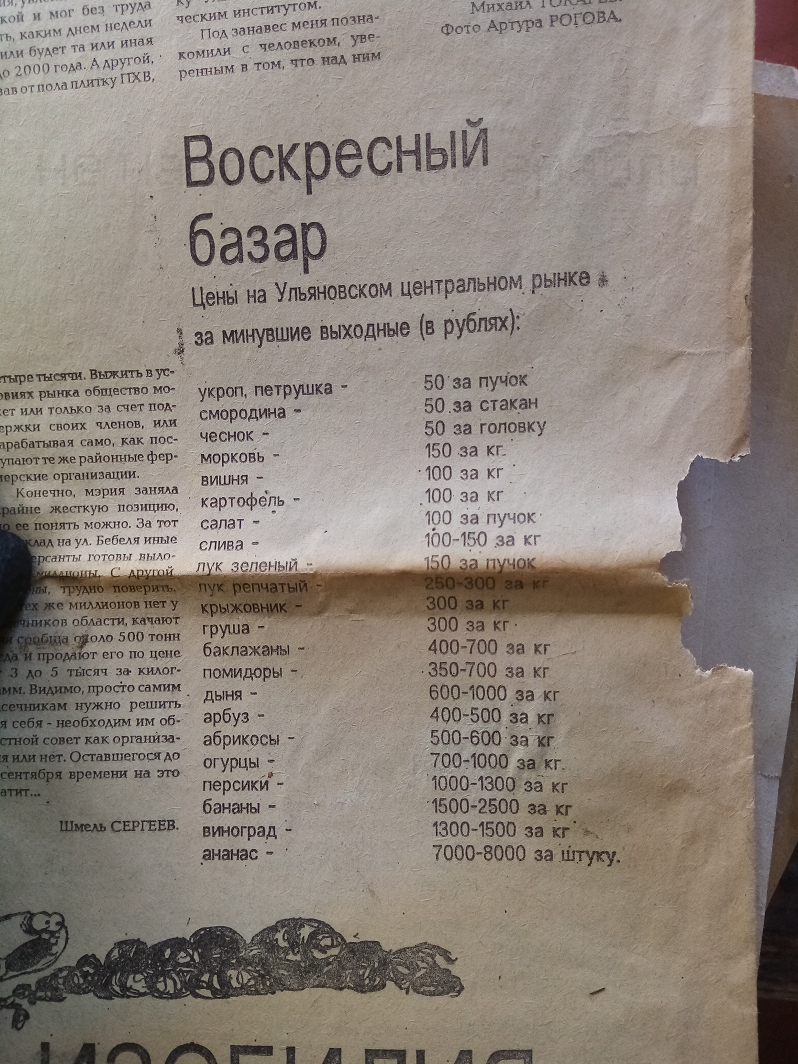 кой и мог без труда
каким днем недели
или будет та или иная
до 2000 года. А другой,
от пола плитку ПХВ,
ческим институтом.
Под занавес меня позна-
комили с человеком, уве-
ренным в том, что над ним
Михаил
Фото Артура РОГОВА.
Воскресный
базар
Цены на Ульяновском центральном рынке
за минувшие выходные (в рублях):
укроп, петрушка - 50 за пучок
смородина - 50 за стакан
чеснок - 50 за головку
морковь - 150 за кг
вишня - 100 за кг
картофель - 100 за кг
салат - 100 за пучок
слива - 100-150 за кг
лук зеленый - 150 за пучок
лук репчатый - 250-300 за кг
крыжовник - 300 за кг
груша - 300 за кг
баклажаны - 400-700 за кг
помидоры - 350-700 за кг
дыня - 600-1000 за кг
арбуз - 400-500 за кг
абрикосы - 500-600 за кг
огурцы - 700-1000 за кг.
персики - 1000-1300 за кг
бананы - 1500-2500 за кг
виноград - 1300-1500 за кг
ананас - 7000-8000 за штуку.
тыре тысячи. Выжить в ус-
овиях рынка общество мо-
жет или только за счет под-
держки своих членов, или
зарабатывая само, как пос-
тупают те же районные фер-
мерские организации.
Конечно, мэрия заняла
крайне жесткую позицию,
но ее понять можно. За тот
склад на ул. Бебеля иные
готовы выло-
миллионы. С другой
трудно поверить,
же миллионов нет у
области, качают
сообща около 500 тонн
и продают его по цене
3 до 5 тысяч за килог-
рамм. Видимо, просто самим
пасечникам нужно решить
для себя - необходим им об-
ластной совет как организа-
ция или нет. Оставшегося до
сентября времени на это
хватит...
Шмель СЕРГЕЕВ.
ИЗОБИЛИЯ